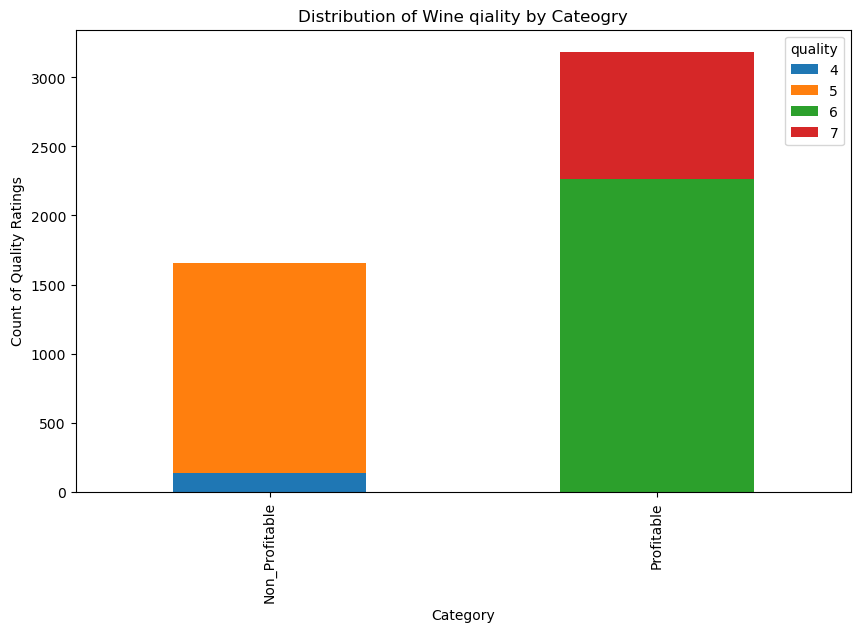 Distribution of Wine qiality by Cateogry
quality
4
5
6
7
Count of Quality Ratings
3000
2500
2000
1500
1000
500
0
Non_Profitable
Profitable
Category